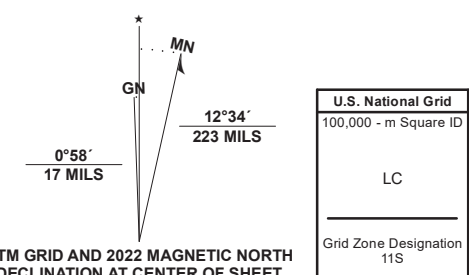 ★
MN
GN
12°34´
223 MILS
0°58´
17 MILS
TM GRID AND 2022 MAGNETIC NORTH
DECLINATION AT CENTER OF SHEET
U.S. National Grid
100,000 - m Square ID
LC
Grid Zone Designation
11S